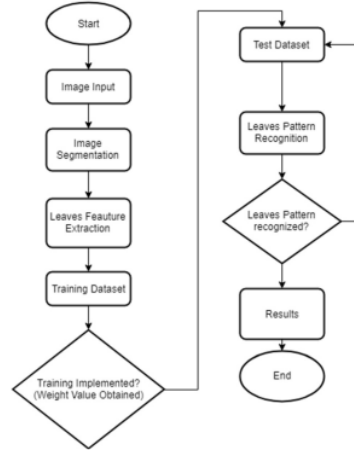 Start
Image Input
Image
Segmentation
Leaves Feauture
Extraction
Training Dataset
Training Implemented?
(Weight Value Obtained)
Test Dataset
Leaves Pattern
Recognition
Leaves Pattern
recognized?
Results
End